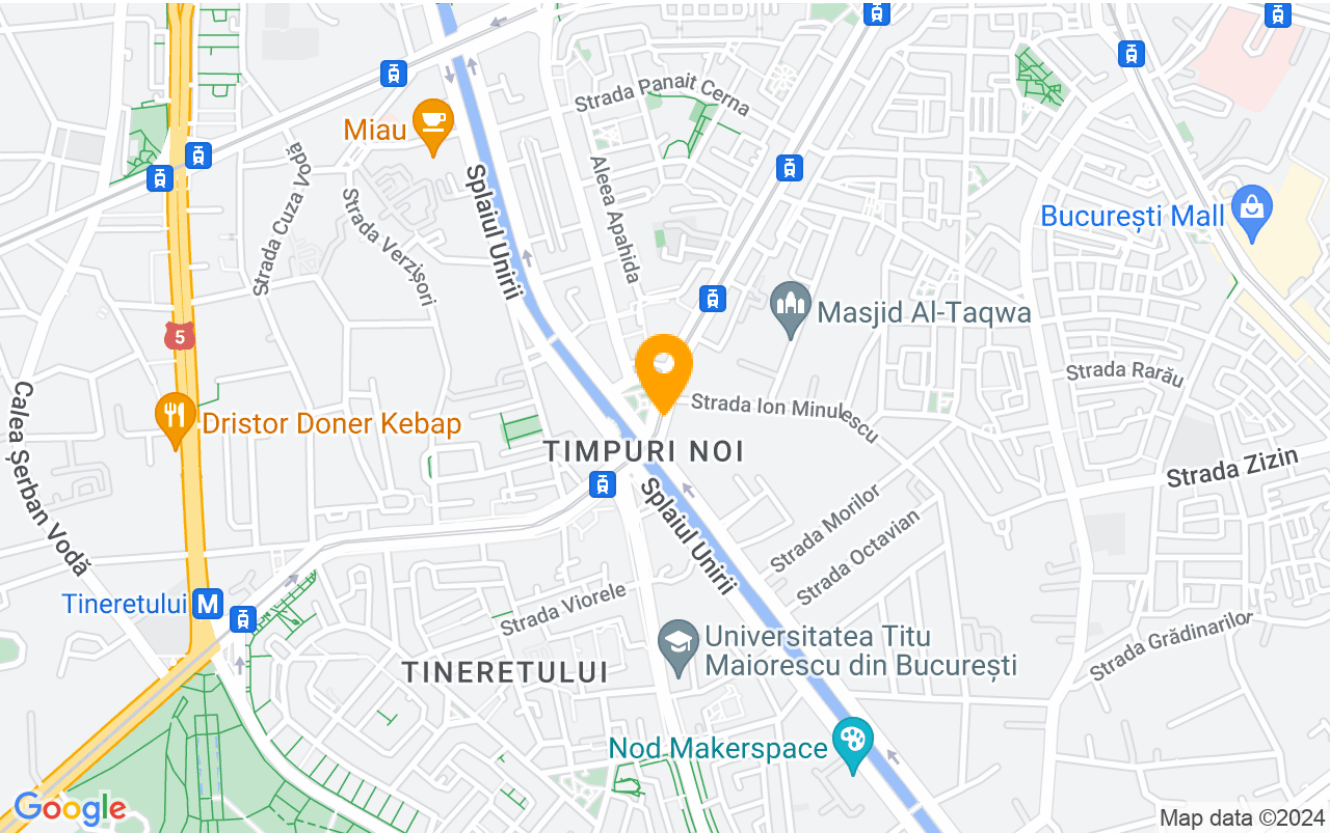 Strada Panait Cerna
Miau
Strada Cuza Vodă
Strada Verzișori
Splaiul Unirii
Aleea Apahida
București Mall
5
Masjid Al-Taqwa
Strada Rarău
Calea Șerban Vodă
Dristor Doner Kebap
Strada Ion Minulescu
TIMPURI NOI
Strada Zizin
Splaiul Unirii
Strada Morilor
Strada Octavian
Tineretului M
Strada Viorele
Universitatea Titu
Maiorescu din București
Strada Grădinarilor
TINERETULUI
Nod Makerspace
Google
Map data ©2024